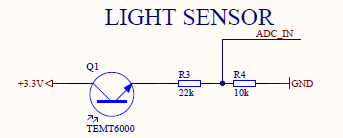 LIGHT SENSOR
ADC_IN
Q1
R3
R4
+3.3V
GND
22k
10k
TEMT6000